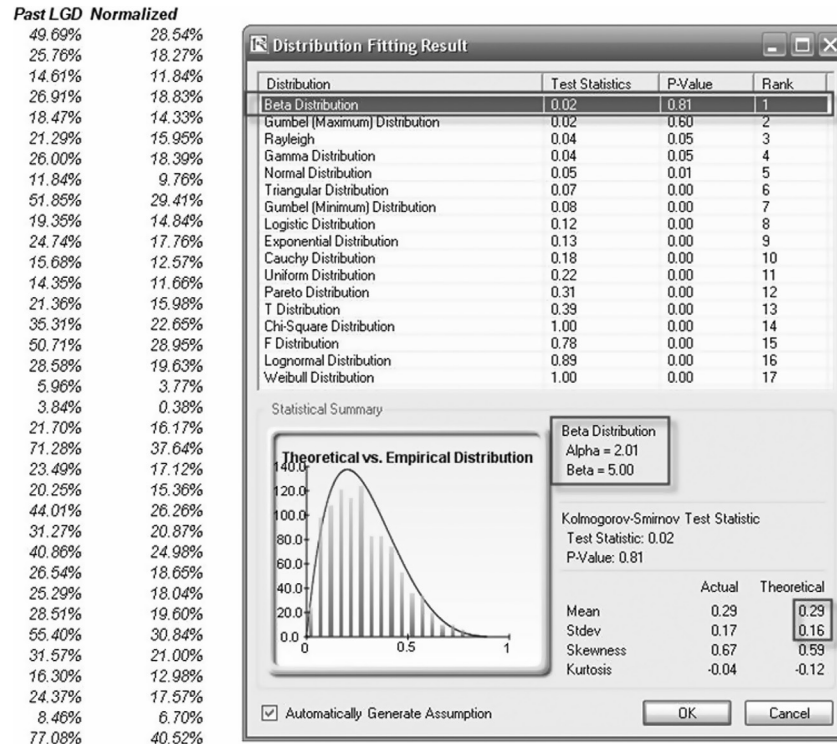 Past LGD Normalized
49.69% 28.54%
25.76% 18.27%
14.61% 11.84%
26.91% 18.83%
18.47% 14.33%
21.29% 15.95%
26.00% 18.39%
11.84% 9.76%
51.85% 29.41%
19.35% 14.84%
24.74% 17.76%
15.68% 12.57%
14.35% 11.66%
21.36% 15.98%
35.31% 22.65%
50.71% 28.95%
28.58% 19.63%
5.96% 3.77%
3.84% 0.38%
21.70% 16.17%
71.28% 37.64%
23.49% 17.12%
20.25% 15.36%
44.01% 26.26%
31.27% 20.87%
40.86% 24.98%
26.54% 18.65%
25.29% 18.04%
28.51% 19.60%
55.40% 30.84%
31.57% 21.00%
16.30% 12.98%
24.37% 17.57%
8.46% 6.70%
77.08% 40.52%
Distribution Fitting Result
Distribution Test Statistics P-Value Rank
Beta Distribution 0.02 0.81 1
Gumbel (Maximum) Distribution 0.02 0.60 2
Rayleigh 0.04 0.05 3
Gamma Distribution 0.04 0.05 4
Normal Distribution 0.05 0.01 5
Triangular Distribution 0.07 0.00 6
Gumbel (Minimum) Distribution 0.08 0.00 7
Logistic Distribution 0.12 0.00 8
Exponential Distribution 0.13 0.00 9
Cauchy Distribution 0.18 0.00 10
Uniform Distribution 0.22 0.00 11
Pareto Distribution 0.31 0.00 12
T Distribution 0.39 0.00 13
Chi-Square Distribution 1.00 0.00 14
F Distribution 0.78 0.00 15
Lognormal Distribution 0.89 0.00 16
Weibull Distribution 1.00 0.00 17
Statistical Summary
Theoretical vs. Empirical Distribution
140.0
120.0
100.0
80.0
60.0
40.0
20.0
0.0
0 0.5 1
Beta Distribution
Alpha = 2.01
Beta = 5.00
Kolmogorov-Smirnov Test Statistic
Test Statistic: 0.02
P-Value: 0.81
Actual Theoretical
Mean 0.29 0.29
Stdev 0.17 0.16
Skewness 0.67 0.59
Kurtosis -0.04 -0.12
Automatically Generate Assumption
OK Cancel